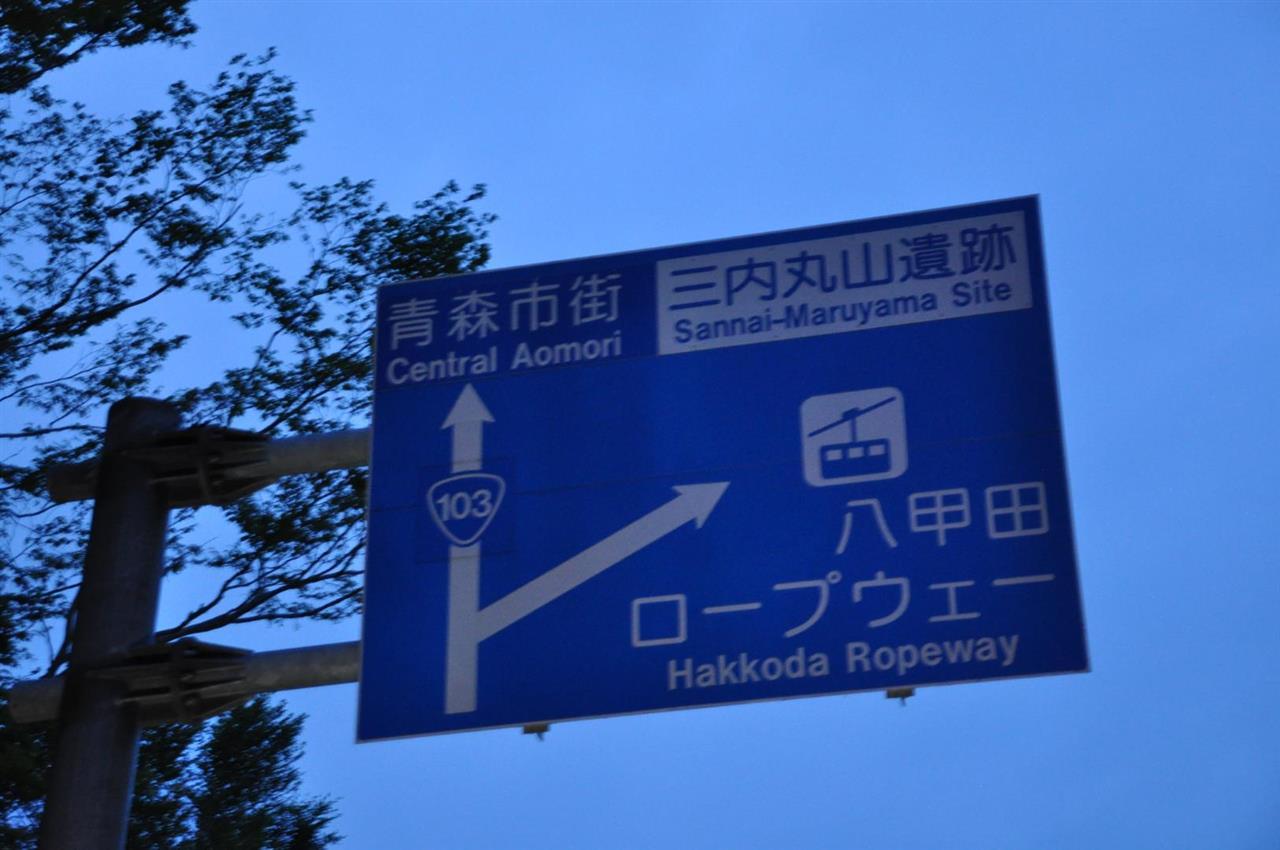 青森市街
Central Aomori
三内丸山遺跡
Sannai-Maruyama Site
103
八甲田
ロープウェー
Hakkoda Ropeway